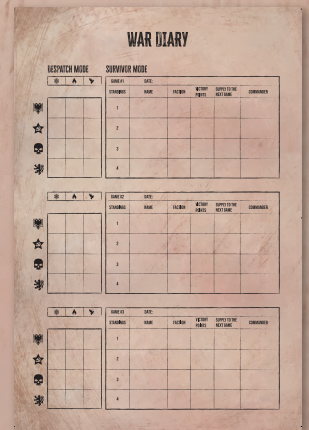 WAR DIARY
DESPATCH MODE SURVIVOR MODE
GAME #1 DATE:
STANDINGS NAME FACTION VICTORY POINTS SUPPLY TO THE NEXT GAME COMMANDER
1
2
3
4
GAME #2 DATE:
STANDINGS NAME FACTION VICTORY POINTS SUPPLY TO THE NEXT GAME COMMANDER
1
2
3
4
GAME #3 DATE:
STANDINGS NAME FACTION VICTORY POINTS SUPPLY TO THE NEXT GAME COMMANDER
1
2
3
4